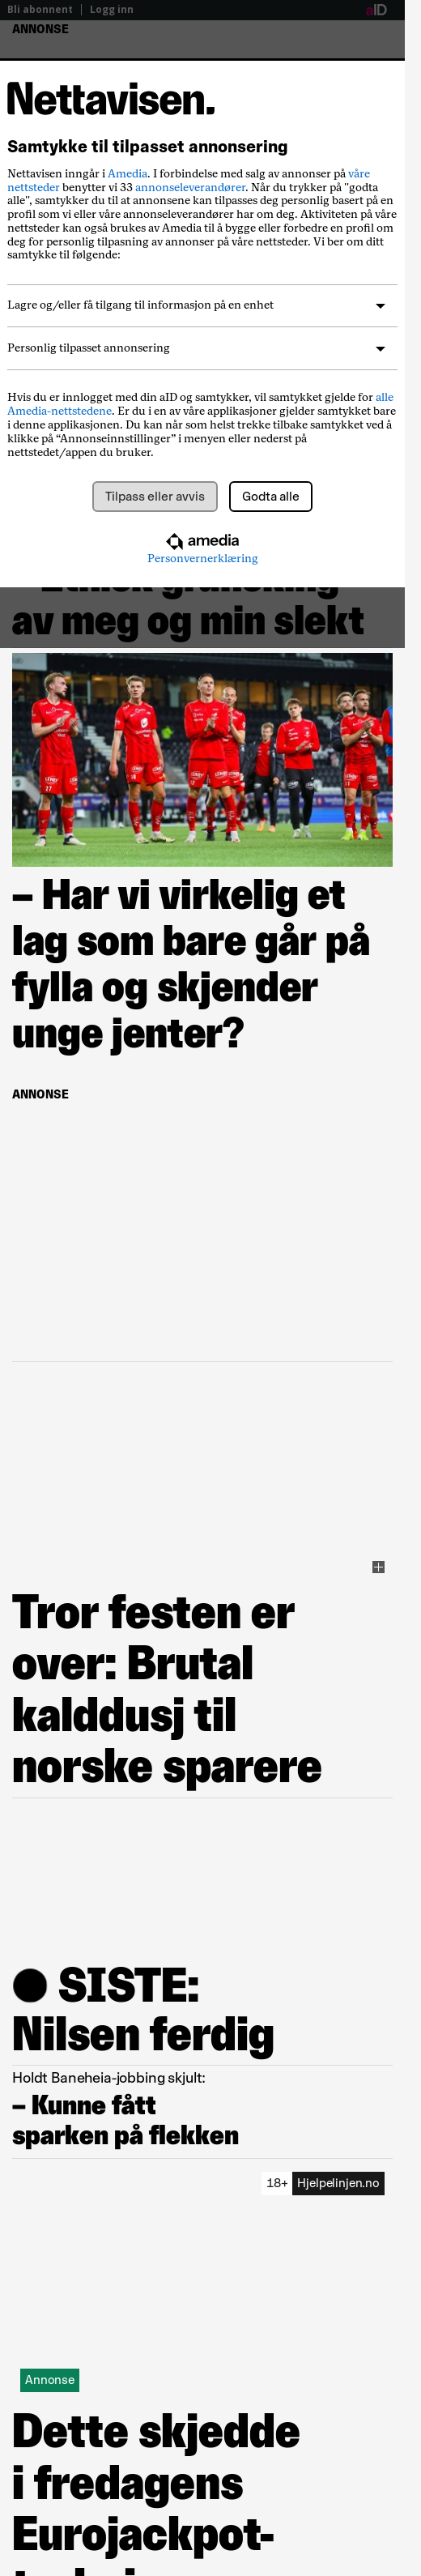 Bli abonnent | Logg inn
aID
ANNONSE
Nettavisen.
Samtykke til tilpasset annonsering
Nettavisen inngår i Amedia. I forbindelse med salg av annonser på våre
nettsteder benytter vi 33 annonseleverandører. Når du trykker på "godta
alle", samtykker du til at annonsene kan tilpasses deg personlig basert på en
profil som vi eller våre annonseleverandører har om deg. Aktiviteten på våre
nettsteder kan også brukes av Amedia til å bygge eller forbedre en profil om
deg for personlig tilpasning av annonser på våre nettsteder. Vi ber om ditt
samtykke til følgende:
Lagre og/eller få tilgang til informasjon på en enhet
Personlig tilpasset annonsering
Hvis du er innlogget med din aID og samtykker, vil samtykket gjelde for alle
Amedia-nettstedene. Er du i en av våre applikasjoner gjelder samtykket bare
i denne applikasjonen. Du kan når som helst trekke tilbake samtykket ved å
klikke på “Annonseinnstillinger” i menyen eller nederst på
nettstedet/appen du bruker.
Tilpass eller avvis
Godta alle
amedia
Personvernerklæring
av meg og min slekt
– Har vi virkelig et
lag som bare går på
fylla og skjender
unge jenter?
ANNONSE
Tror festen er
over: Brutal
kalddusj til
norske sparere
SISTE:
Nilsen ferdig
Holdt Baneheia-jobbing skjult:
– Kunne fått
sparken på flekken
18+ Hjelpelinjen.no
Annonse
Dette skjedde
i fredagens
Eurojackpot-